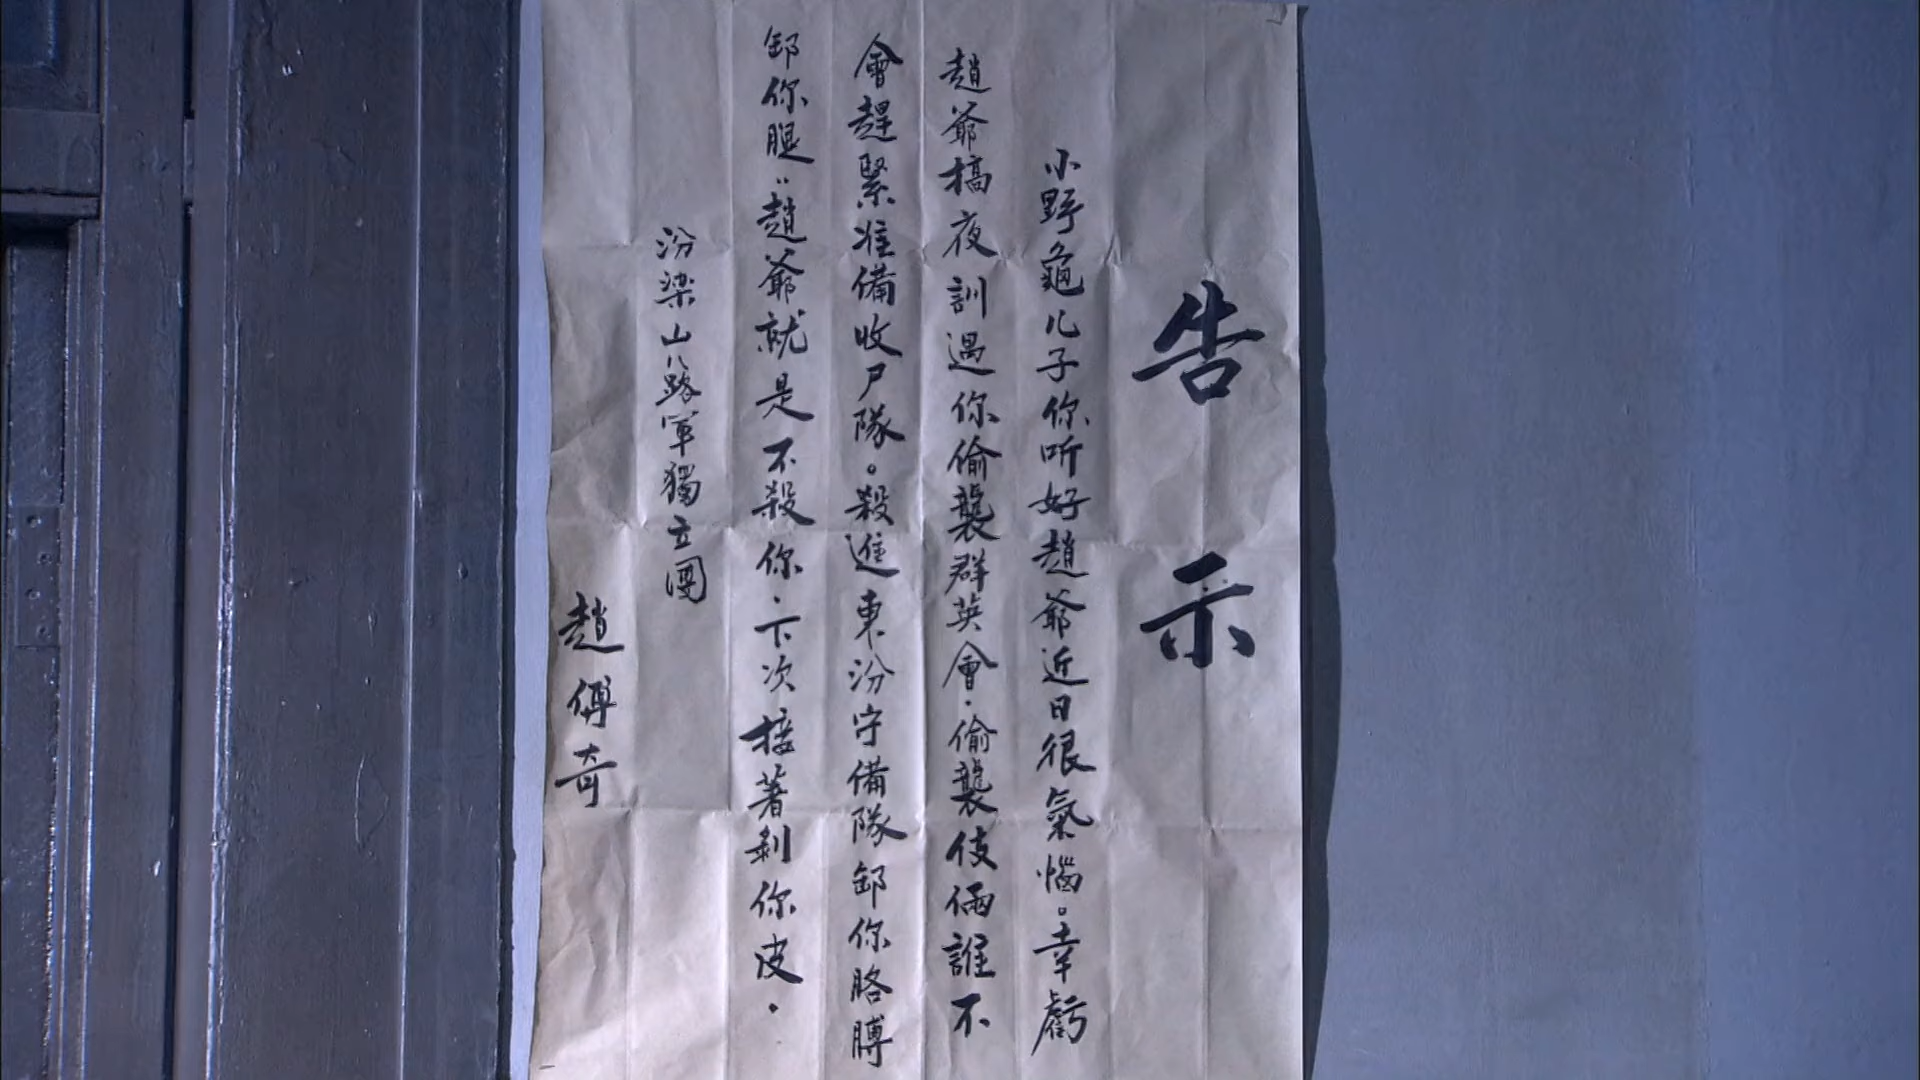 告示
小野龜儿子你听好趙爺近日很氣惱。幸虧
趙爺搞夜訓遇你偷襲群英會.偷襲伎倆誰不
會趕緊准備收尸隊。殺進東汾守備隊卸你胳膊
卸你腿..趙爺就是不殺你.下次接著剝你皮.
汾梁山八路軍獨立團
趙傳奇